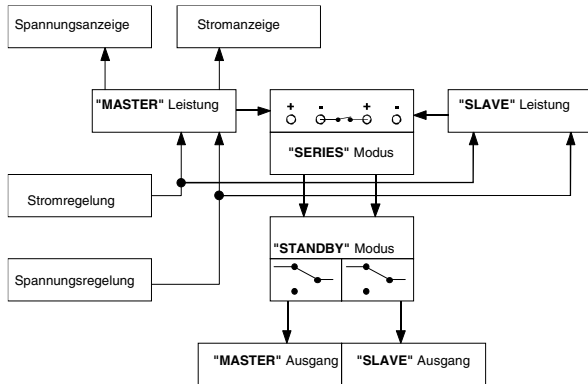 Spannungsanzeige
Stromanzeige
"MASTER" Leistung
+ - + -
"SLAVE" Leistung
"SERIES" Modus
Stromregelung
"STANDBY" Modus
Spannungsregelung
"MASTER" Ausgang
"SLAVE" Ausgang